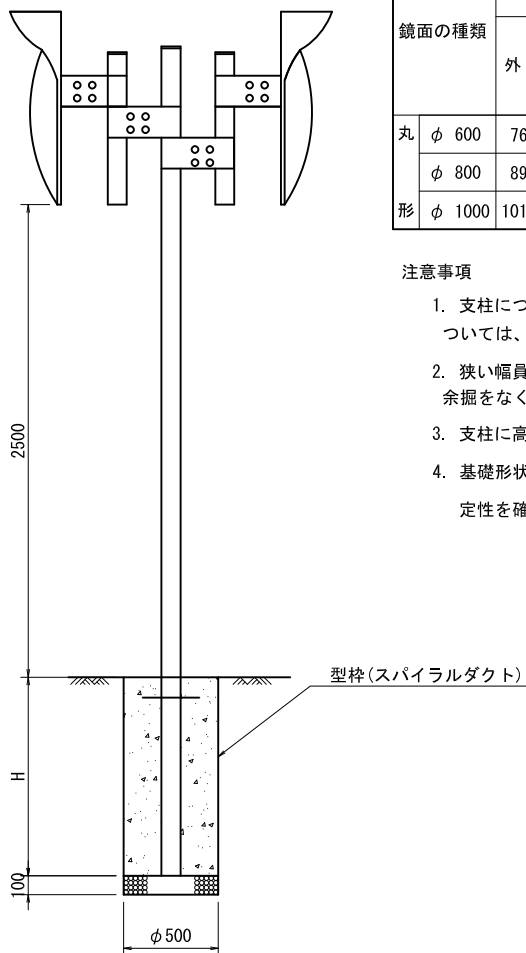 鏡面の種類
外
丸 φ 600 76
φ 800 89
形 φ 1000 101
注意事項
1. 支柱につ
ついては、
2. 狭い幅員
余掘をなく
3. 支柱に高
4. 基礎形状
定性を確
2500
型枠(スパイラルダクト)
H
100
φ500